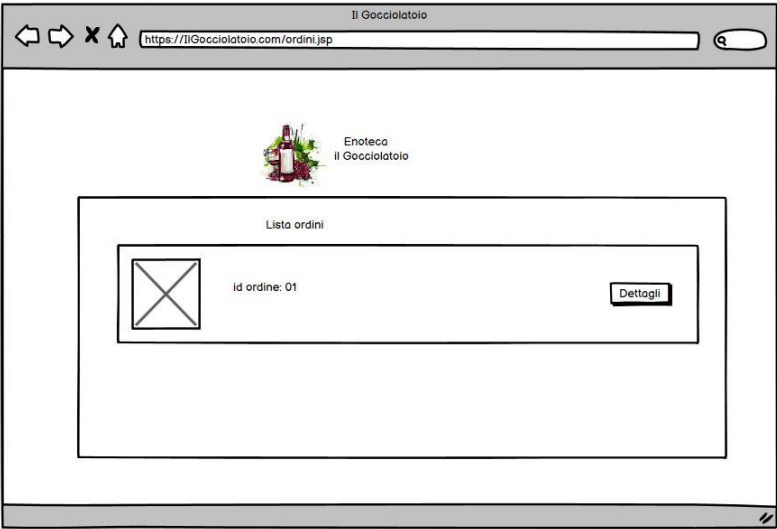 Il Gocciolatoio
https://IlGocciolatoio.com/ordini.jsp
Enoteca
il Gocciolatoio
Lista ordini
id ordine: 01
Dettagli